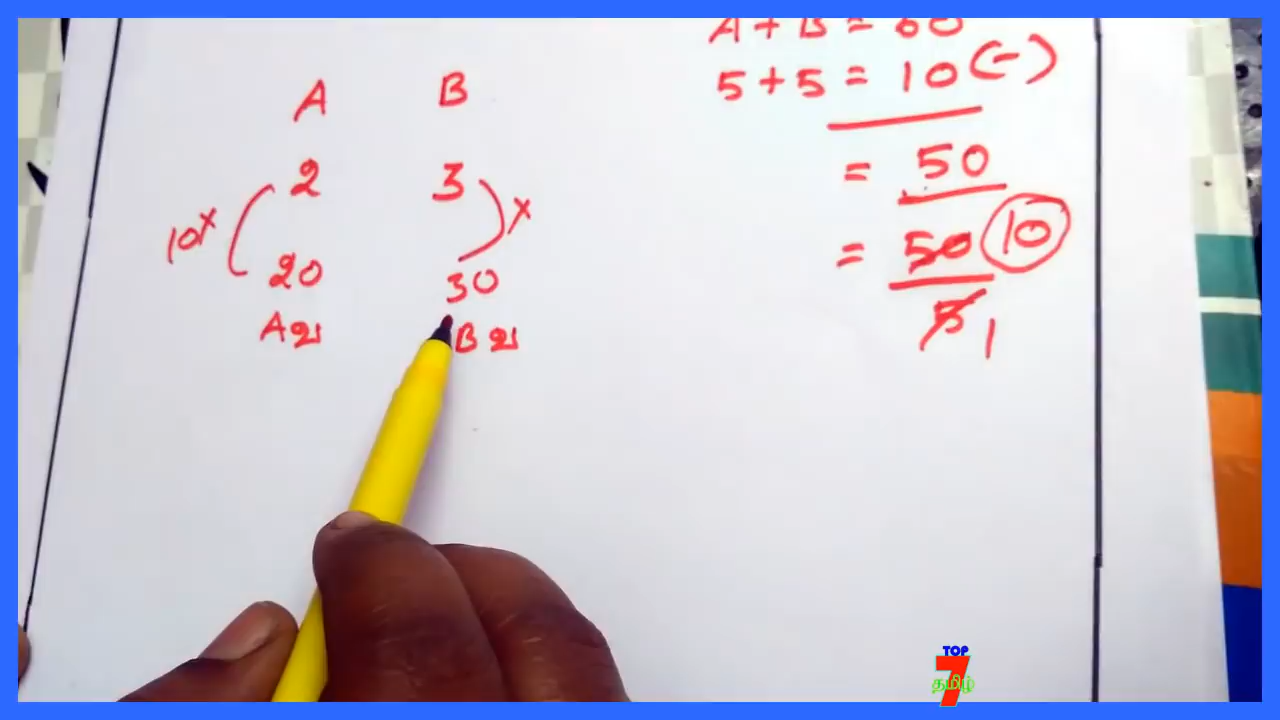 A + B = 60
5 + 5 = 10 (-)
= 50
= 50 10
5 1
A B
2 3
10x x
20 30
Aவ Bவ
TOP
7
தமிழ்